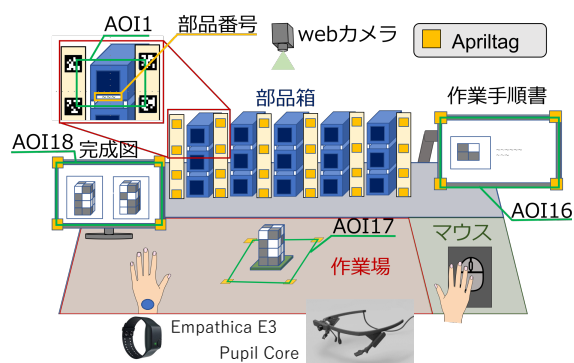 AOI1
部品番号
webカメラ
Apriltag
部品箱
作業手順書
AOI18
完成図
AOI16
AOI17
マウス
作業場
Empathica E3
Pupil Core